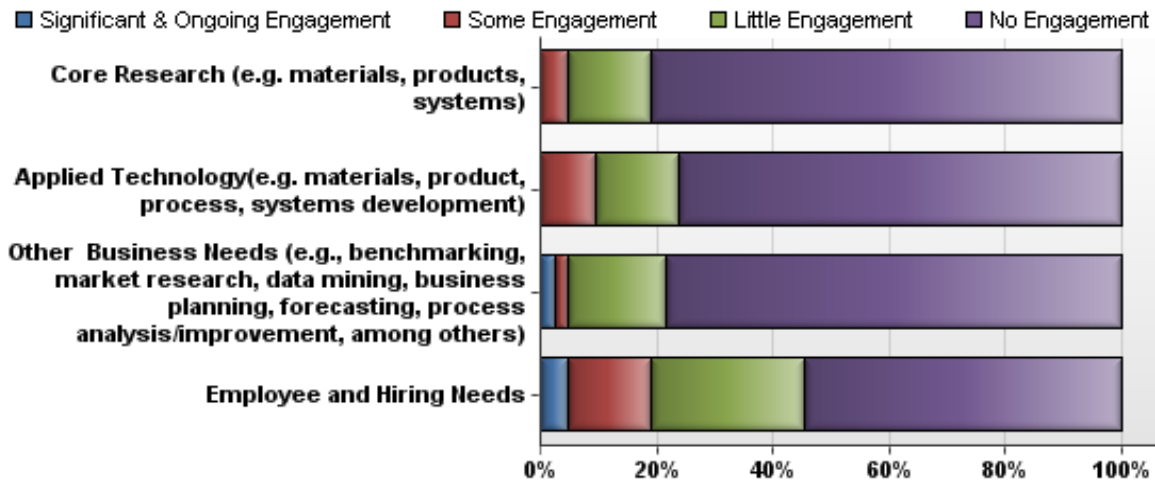 Significant & Ongoing Engagement Some Engagement Little Engagement No Engagement
Core Research (e.g. materials, products,
systems)
Applied Technology(e.g. materials, product,
process, systems development)
Other  Business Needs (e.g., benchmarking,
market research, data mining, business
planning, forecasting, process
analysis/improvement, among others)
Employee and Hiring Needs
0% 20% 40% 60% 80% 100%